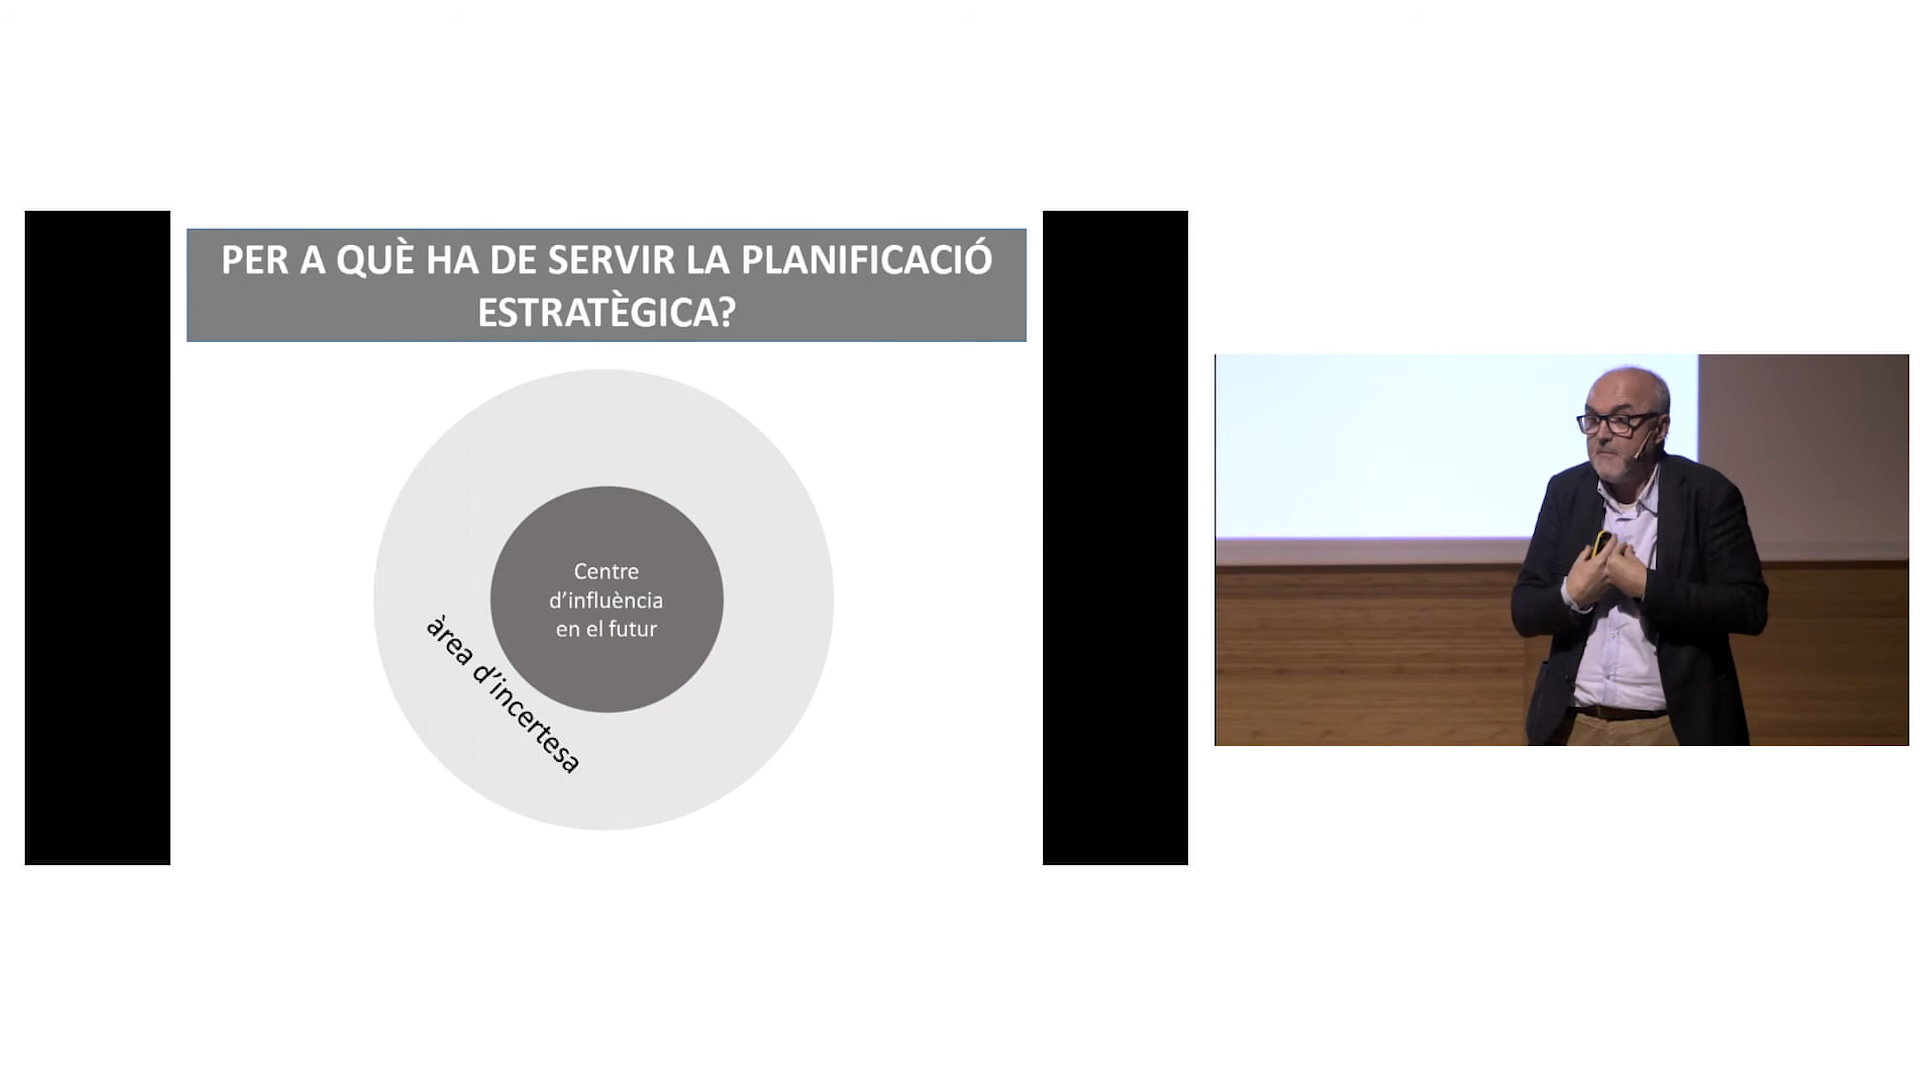 PER A QUÈ HA DE SERVIR LA PLANIFICACIÓ
ESTRATÈGICA?
Centre
d’influència
en el futur
àrea d’incertesa